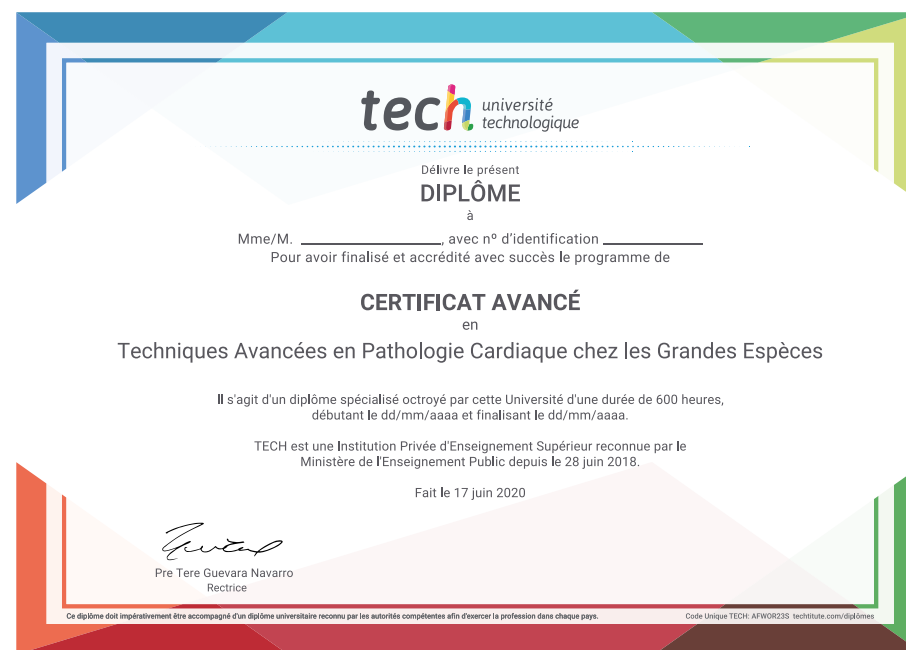 tech université
technologique
Délivre le présent
DIPLÔME
à
Mme/M. ____________________, avec nº d'identification ______________
Pour avoir finalisé et accrédité avec succès le programme de
CERTIFICAT AVANCÉ
en
Techniques Avancées en Pathologie Cardiaque chez les Grandes Espèces
Il s'agit d'un diplôme spécialisé octroyé par cette Université d'une durée de 600 heures,
débutant le dd/mm/aaaa et finalisant le dd/mm/aaaa.
TECH est une Institution Privée d'Enseignement Supérieur reconnue par le
Ministère de l'Enseignement Public depuis le 28 juin 2018.
Fait le 17 juin 2020
Pre Tere Guevara Navarro
Rectrice
Ce diplôme doit impérativement être accompagné d'un diplôme universitaire reconnu par les autorités compétentes afin d'exercer la profession dans chaque pays.
Code Unique TECH: AFWOR23S techtitute.com/diplômes